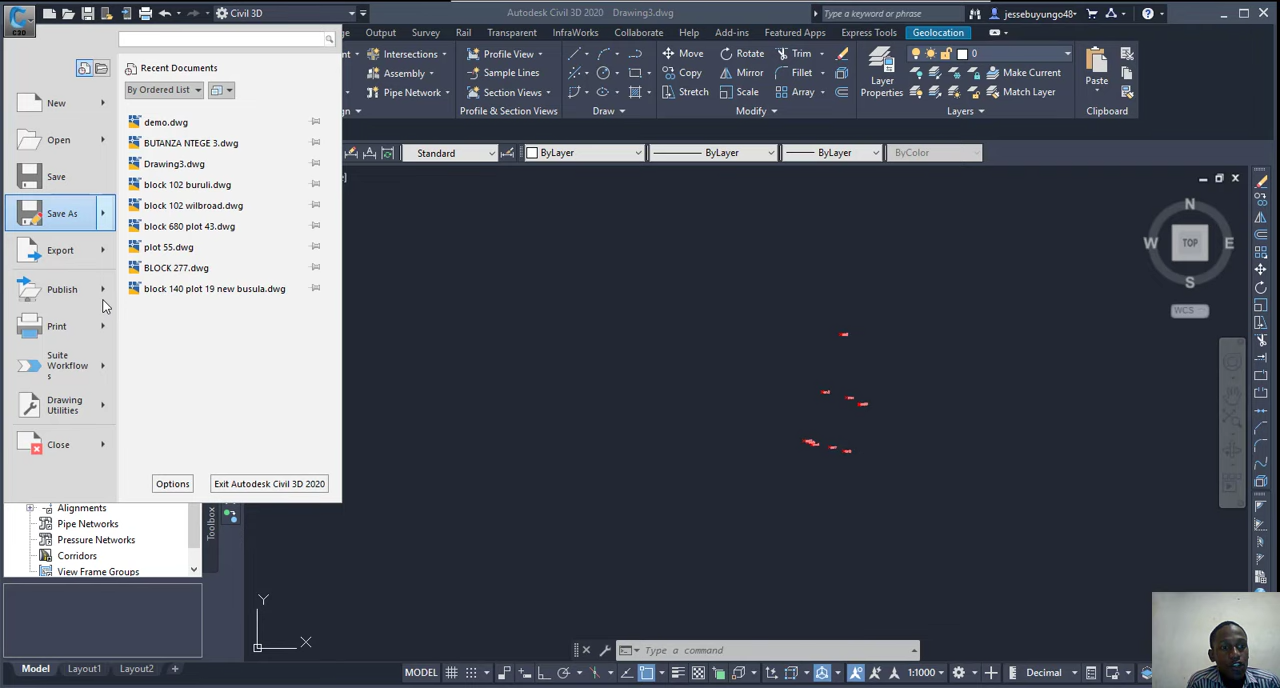 Civil 3D
Autodesk Civil 3D 2020 Drawing3.dwg
Type a keyword or phrase
jessebuyungo48
C3D
Output Survey Rail Transparent InfraWorks Collaborate Add-ins Featured Apps Express Tools Geolocation
Intersections
Assembly
Pipe Network
Profile View
Sample Lines
Section Views
Profile & Section Views
Draw
Move Rotate Trim
Copy Mirror Fillet
Stretch Scale Array
Modify
Layer Properties
0
Make Current
Match Layer
Layers
Paste
Clipboard
Standard
ByLayer
ByLayer
ByLayer
ByColor
New
Open
Save
Save As
Export
Publish
Print
Suite
Workflow
s
Drawing
Utilities
Close
Recent Documents
By Ordered List
demo.dwg
BUTANZA NTEGE 3.dwg
Drawing3.dwg
block 102 buruli.dwg
block 102 wilbroad.dwg
block 680 plot 43.dwg
plot 55.dwg
BLOCK 277.dwg
block 140 plot 19 new busula.dwg
Options
Exit Autodesk Civil 3D 2020
Alignments
Pipe Networks
Pressure Networks
Corridors
View Frame Groups
Toolbox
N
W TOP E
S
WCS
Y
X
Type a command
Model Layout1 Layout2 +
MODEL
1:1000
Decimal